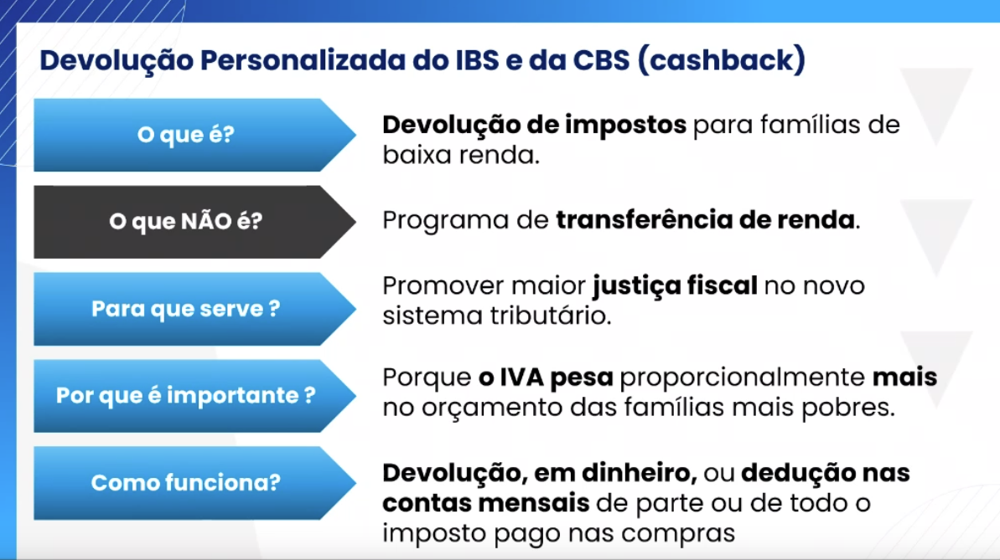 Devolução Personalizada do IBS e da CBS (cashback)
O que é?
Devolução de impostos para famílias de
baixa renda.
O que NÃO é?
Programa de transferência de renda.
Para que serve ?
Promover maior justiça fiscal no novo
sistema tributário.
Por que é importante ?
Porque o IVA pesa proporcionalmente mais
no orçamento das famílias mais pobres.
Como funciona?
Devolução, em dinheiro, ou dedução nas
contas mensais de parte ou de todo o
imposto pago nas compras